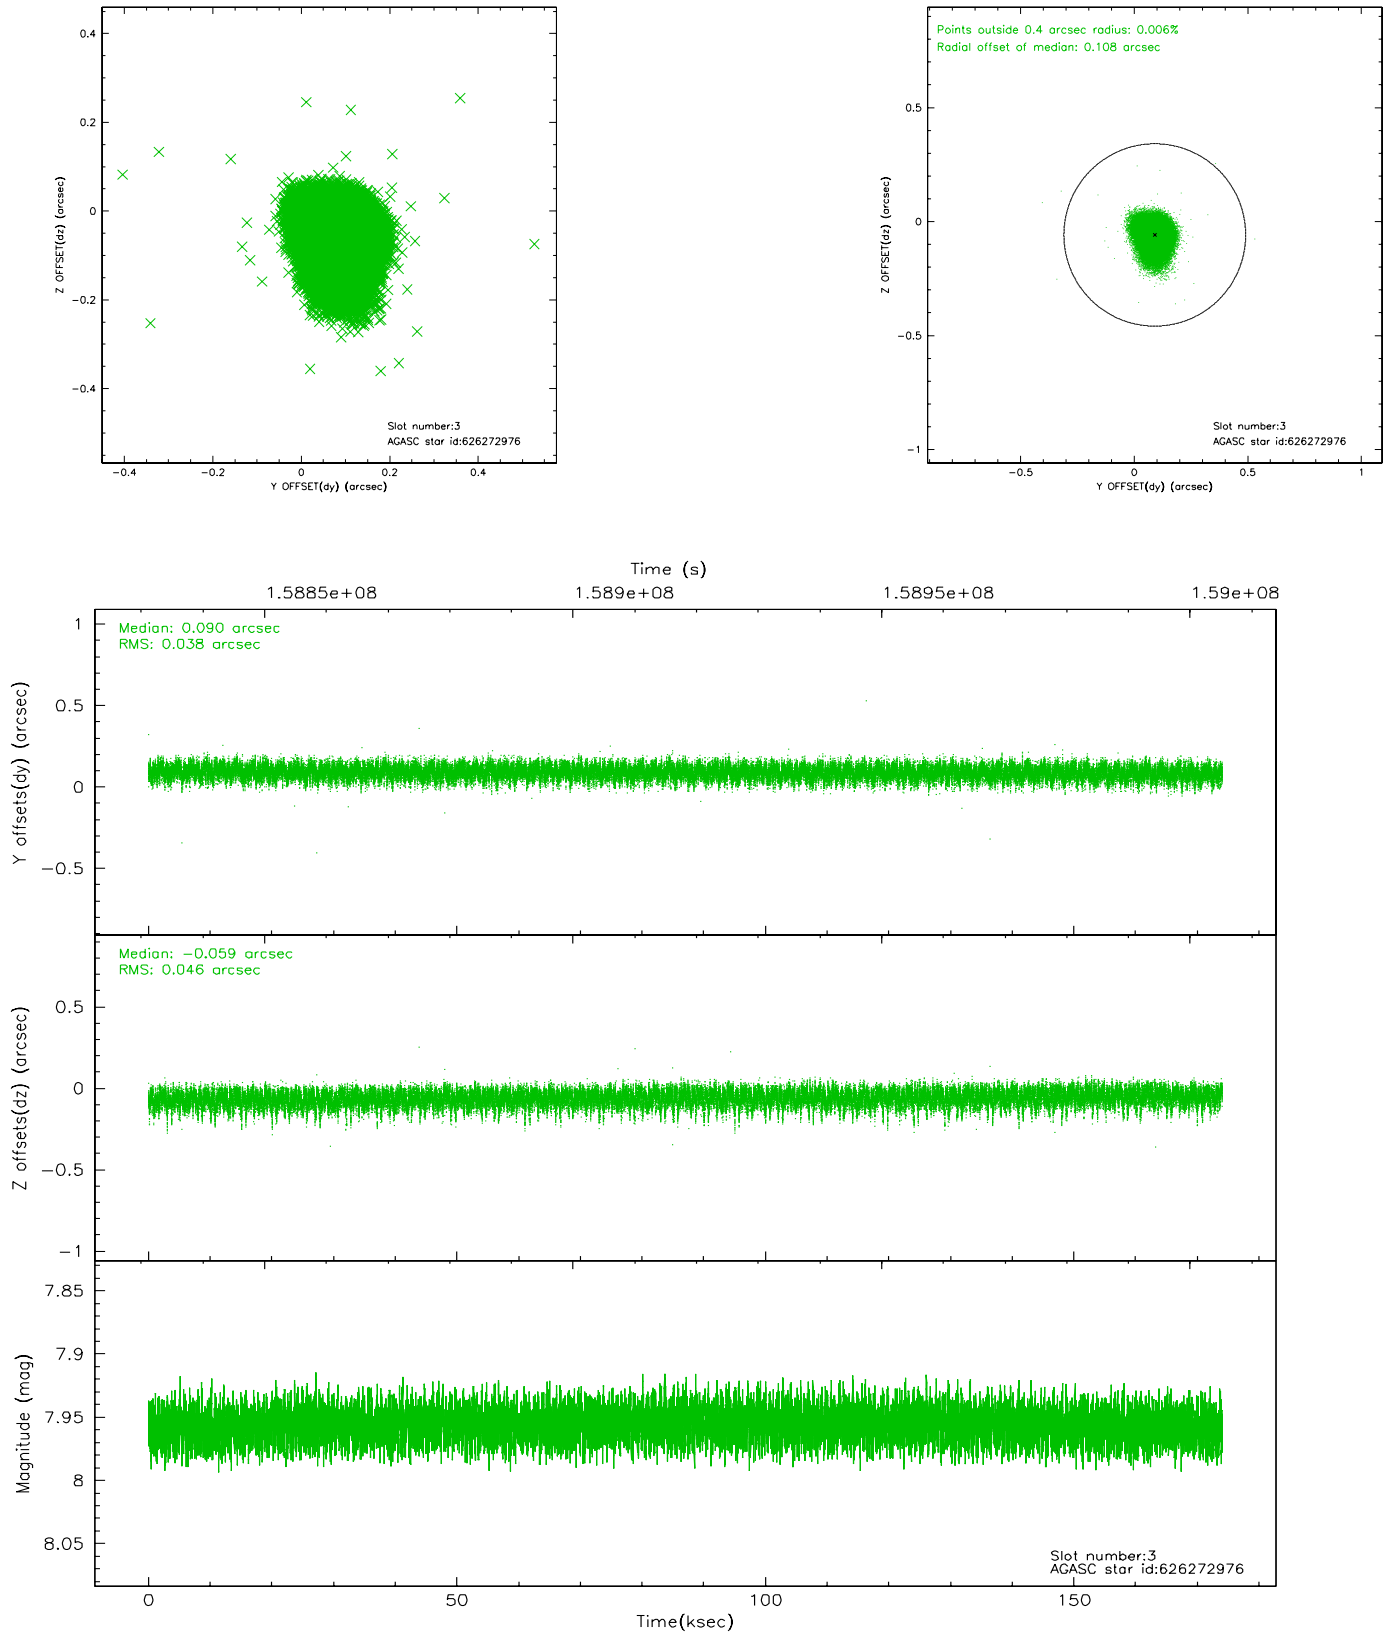 0.4
0.2
0
−0.2
−0.4
Z OFFSET(dz) (arcsec)
Slot number:3
AGASC star id:626272976
−0.4 −0.2 0 0.2 0.4
Y OFFSET(dy) (arcsec)
Points outside 0.4 arcsec radius: 0.006%
Radial offset of median: 0.108 arcsec
0.5
0
−0.5
−1
Z OFFSET(dz) (arcsec)
Slot number:3
AGASC star id:626272976
−0.5 0 0.5 1
Y OFFSET(dy) (arcsec)
Time (s)
1.5885e+08 1.589e+08 1.5895e+08 1.59e+08
Median: 0.090 arcsec
RMS: 0.038 arcsec
1
0.5
0
−0.5
Y offsets(dy) (arcsec)
Median: −0.059 arcsec
RMS: 0.046 arcsec
0.5
0
−0.5
−1
Z offsets(dz) (arcsec)
7.85
7.9
7.95
8
8.05
Magnitude (mag)
Slot number:3
AGASC star id:626272976
0 50 100 150
Time(ksec)